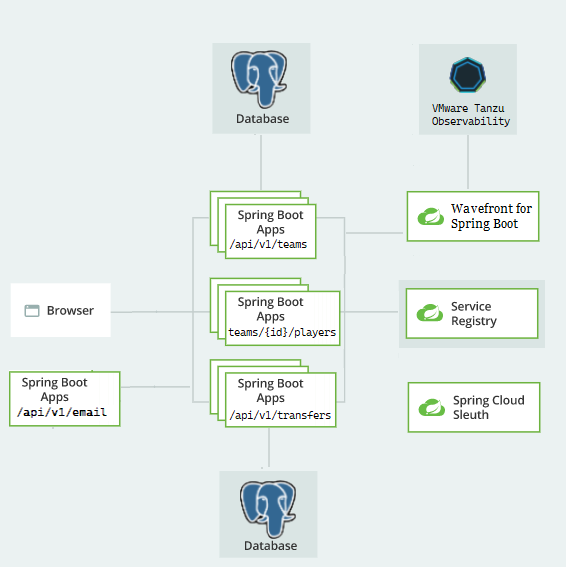 Database
VMware Tanzu
Observability
Spring Boot
Apps
/api/v1/teams
Wavefront for
Spring Boot
Browser
Spring Boot
Apps
teams/{id}/players
Service
Registry
Spring Boot
Apps
/api/v1/email
Spring Boot
Apps
/api/v1/transfers
Spring Cloud
Sleuth
Database